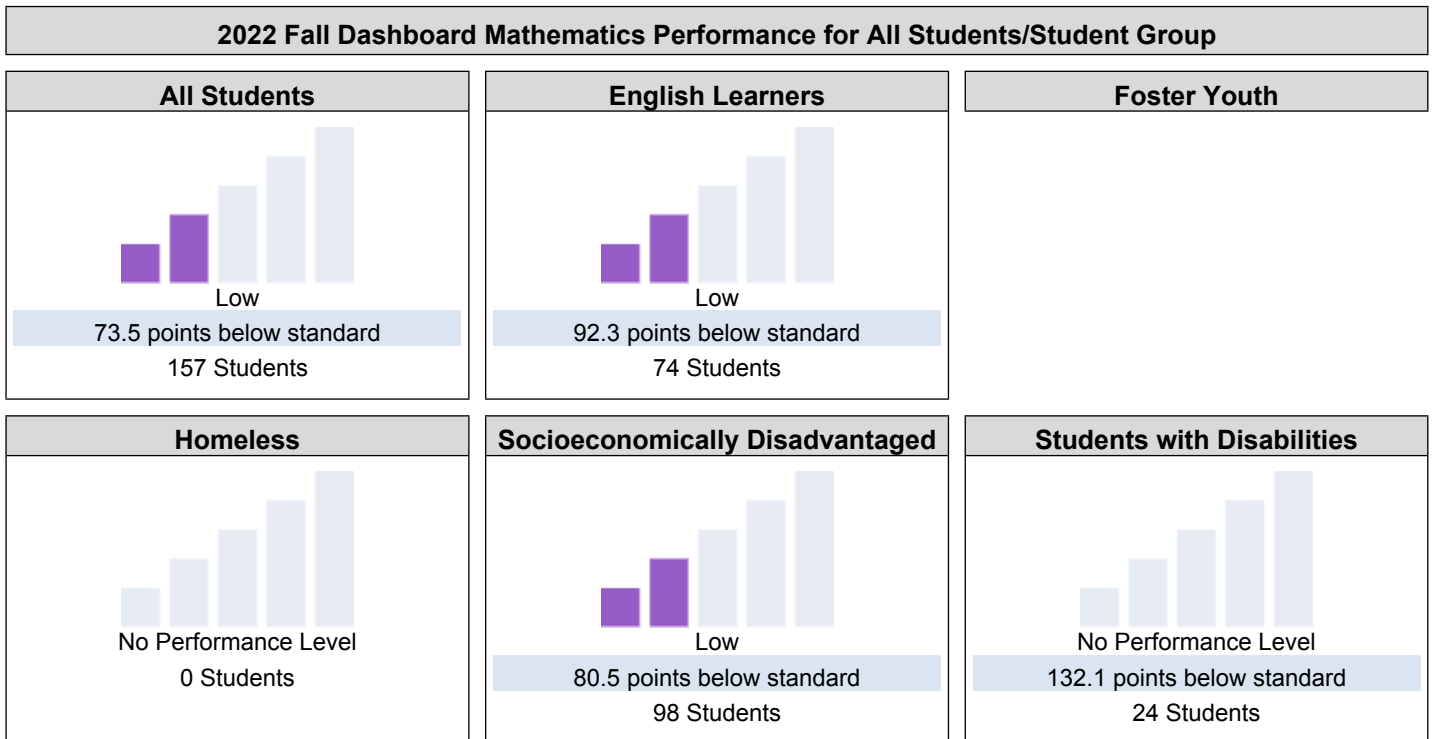 2022 Fall Dashboard Mathematics Performance for All Students/Student Group
All Students
Low
73.5 points below standard
157 Students
English Learners
Low
92.3 points below standard
74 Students
Foster Youth
Homeless
No Performance Level
0 Students
Socioeconomically Disadvantaged
Low
80.5 points below standard
98 Students
Students with Disabilities
No Performance Level
132.1 points below standard
24 Students